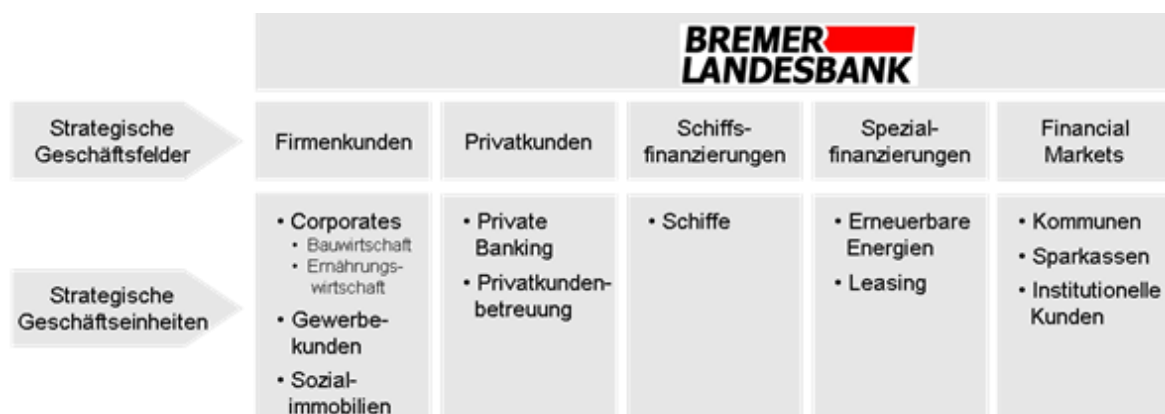 BREMER
LANDESBANK
Strategische
Geschäftsfelder
Firmenkunden
Privatkunden
Schiffs-
finanzierungen
Spezial-
finanzierungen
Financial
Markets
Strategische
Geschäftseinheiten
• Corporates
• Bauwirtschaft
• Ernährungs-
wirtschaft
• Gewerbe-
kunden
• Sozial-
immobilien
• Private
Banking
• Privatkunden-
betreuung
• Schiffe
• Erneuerbare
Energien
• Leasing
• Kommunen
• Sparkassen
• Institutionelle
Kunden